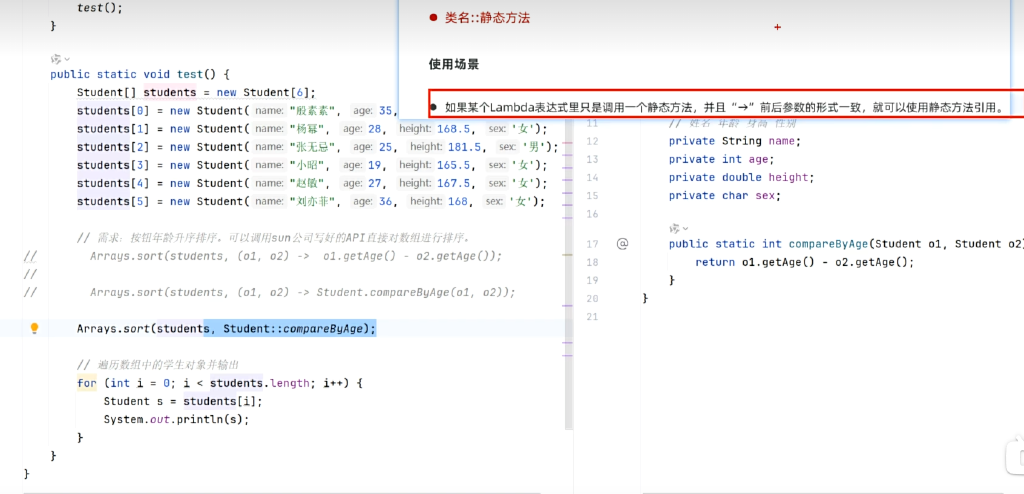 test();
}
public static void test() {
Student[] students = new Student[6];
students[0] = new Student( name: "殷素素", age: 35,
students[1] = new Student( name: "杨幂", age: 28, height: 168.5, sex: '女');
students[2] = new Student( name: "张无忌", age: 25, height: 181.5, sex: '男');
students[3] = new Student( name: "小昭", age: 19, height: 165.5, sex: '女');
students[4] = new Student( name: "赵敏", age: 27, height: 167.5, sex: '女');
students[5] = new Student( name: "刘亦菲", age: 36, height: 168, sex: '女');
// 需求：按钮年龄升序排序。可以调用sun公司写好的API直接对数组进行排序。
// Arrays.sort(students, (o1, o2) -> o1.getAge() - o2.getAge());
//
// Arrays.sort(students, (o1, o2) -> Student.compareByAge(o1, o2));
Arrays.sort(students, Student::compareByAge);
// 遍历数组中的学生对象并输出
for (int i = 0; i < students.length; i++) {
Student s = students[i];
System.out.println(s);
}
}
}
● 类名::静态方法
使用场景
● 如果某个Lambda表达式里只是调用一个静态方法，并且“→”前后参数的形式一致，就可以使用静态方法引用。
11 // 姓名 年龄 身高 性别
12 private String name;
13 private int age;
14 private double height;
15 private char sex;
16
17 @ public static int compareByAge(Student o1, Student o2)
18 return o1.getAge() - o2.getAge();
19 }
20 }
21